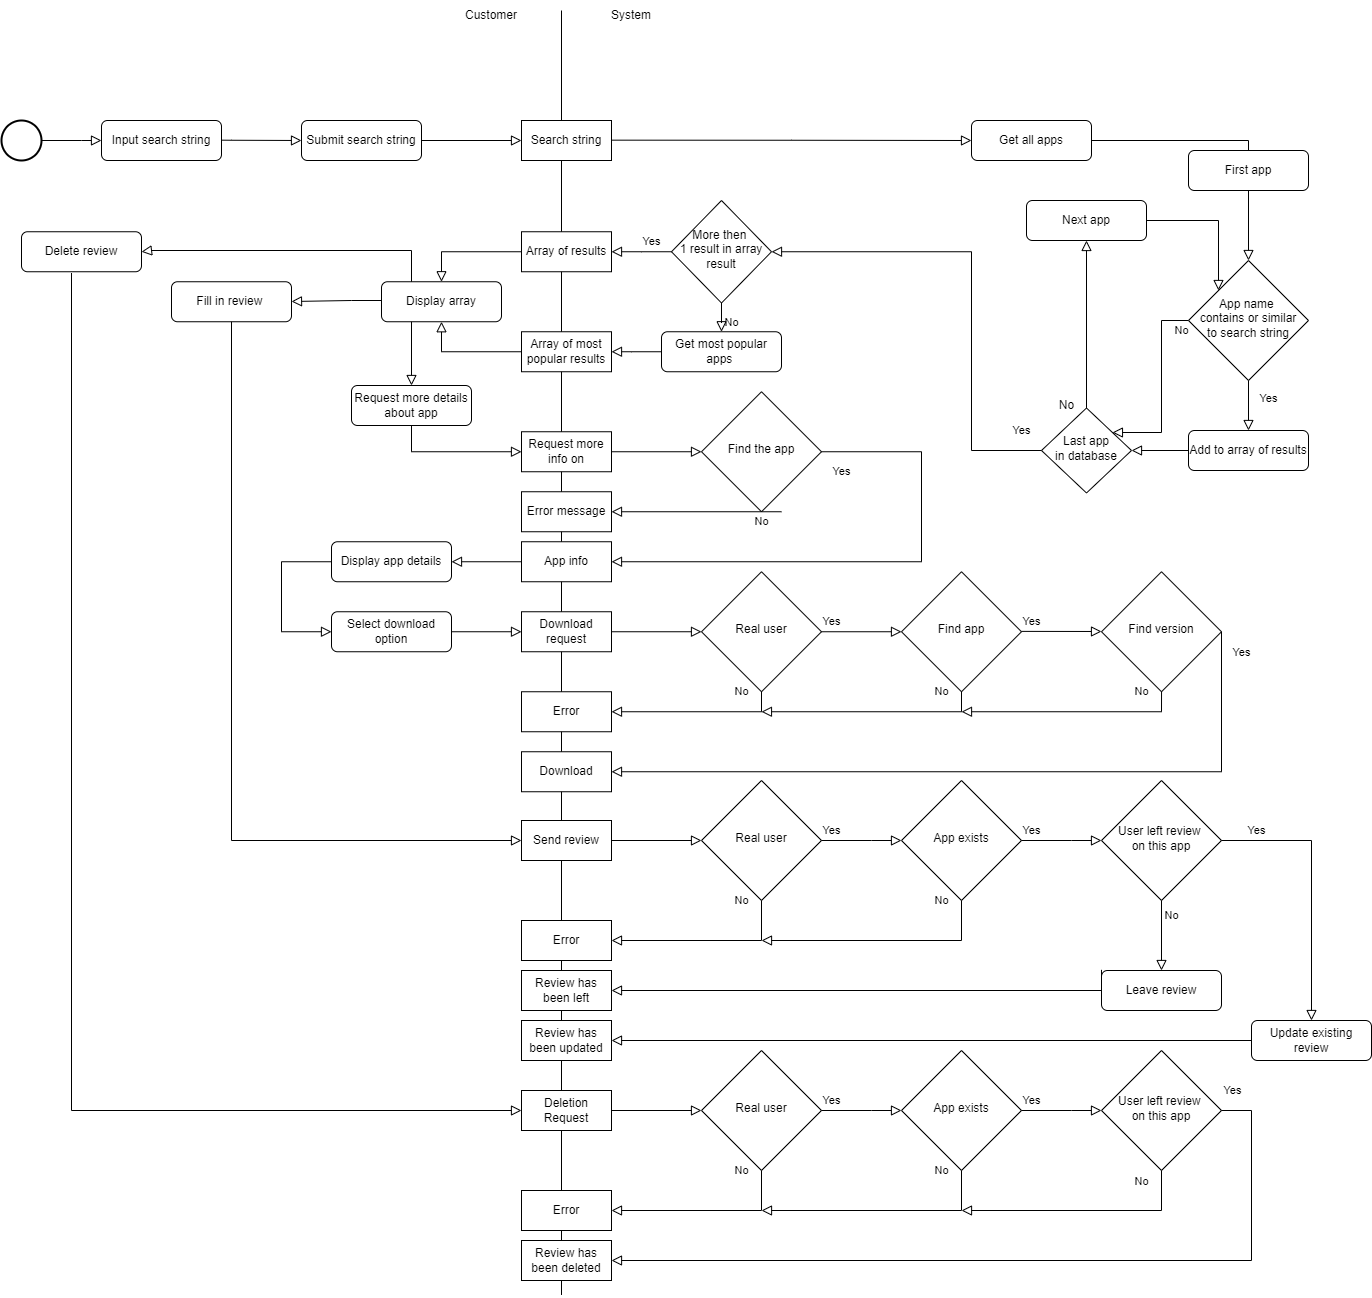 Customer
System
Input search string
Submit search string
Search string
Get all apps
First app
Next app
Delete review
Array of results
Yes
More then
1 result in array
result
Fill in review
Display array
App name
contains or similar
to search string
No
No
Array of most
popular results
Get most popular
apps
Yes
Request more details
about app
No
Yes
Last app
in database
Add to array of results
Request more
info on
Find the app
Yes
Error message
No
Display app details
App info
Select download
option
Download
request
Real user
Yes
Find app
Yes
Find version
Yes
No
No
No
Error
Download
Send review
Real user
Yes
App exists
Yes
User left review
on this app
Yes
No
No
No
Error
Review has
been left
Leave review
Review has
been updated
Update existing
review
Deletion
Request
Real user
Yes
App exists
Yes
User left review
on this app
Yes
No
No
No
Error
Review has
been deleted